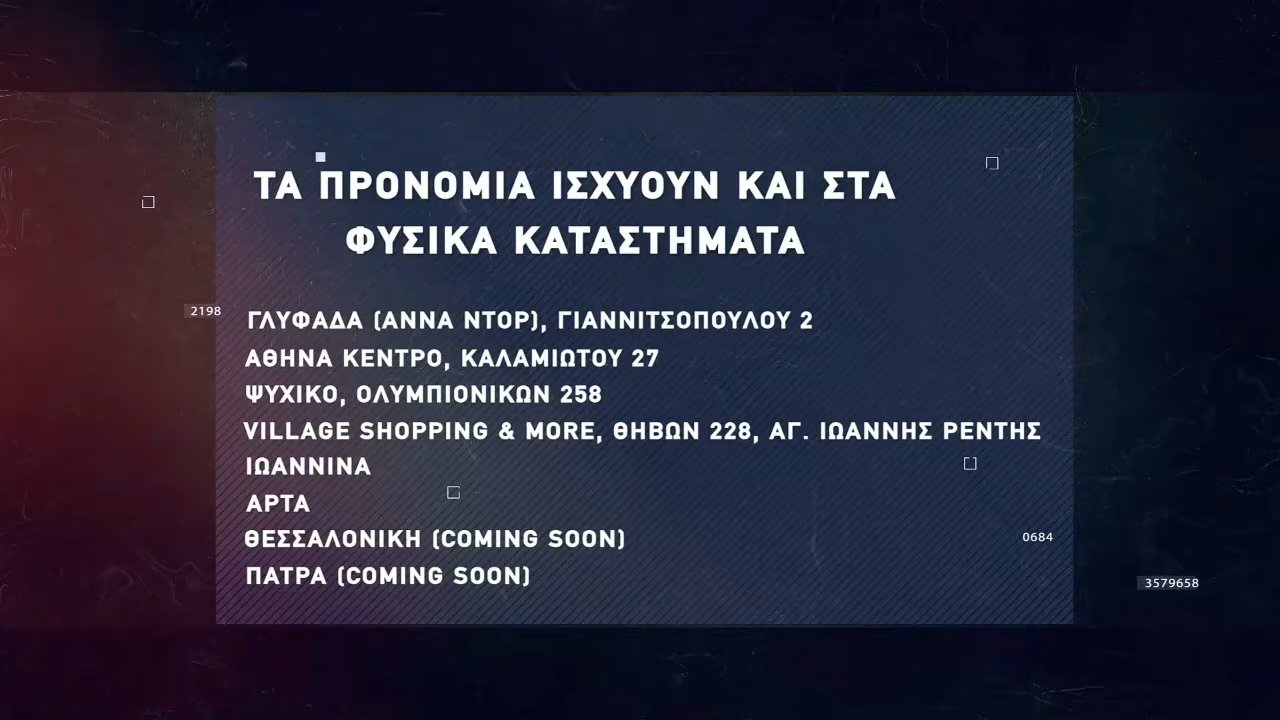 ΤΑ ΠΡΟΝΟΜΙΑ ΙΣΧΥΟΥΝ ΚΑΙ ΣΤΑ
ΦΥΣΙΚΑ ΚΑΤΑΣΤΗΜΑΤΑ
2198
ΓΛΥΦΑΔΑ (ΑΝΝΑ ΝΤΟΡ), ΓΙΑΝΝΙΤΣΟΠΟΥΛΟΥ 2
ΑΘΗΝΑ ΚΕΝΤΡΟ, ΚΑΛΑΜΙΩΤΟΥ 27
ΨΥΧΙΚΟ, ΟΛΥΜΠΙΟΝΙΚΩΝ 258
VILLAGE SHOPPING & MORE, ΘΗΒΩΝ 228, ΑΓ. ΙΩΑΝΝΗΣ ΡΕΝΤΗΣ
ΙΩΑΝΝΙΝΑ
ΑΡΤΑ
ΘΕΣΣΑΛΟΝΙΚΗ (COMING SOON)
0684
ΠΑΤΡΑ (COMING SOON)
3579658